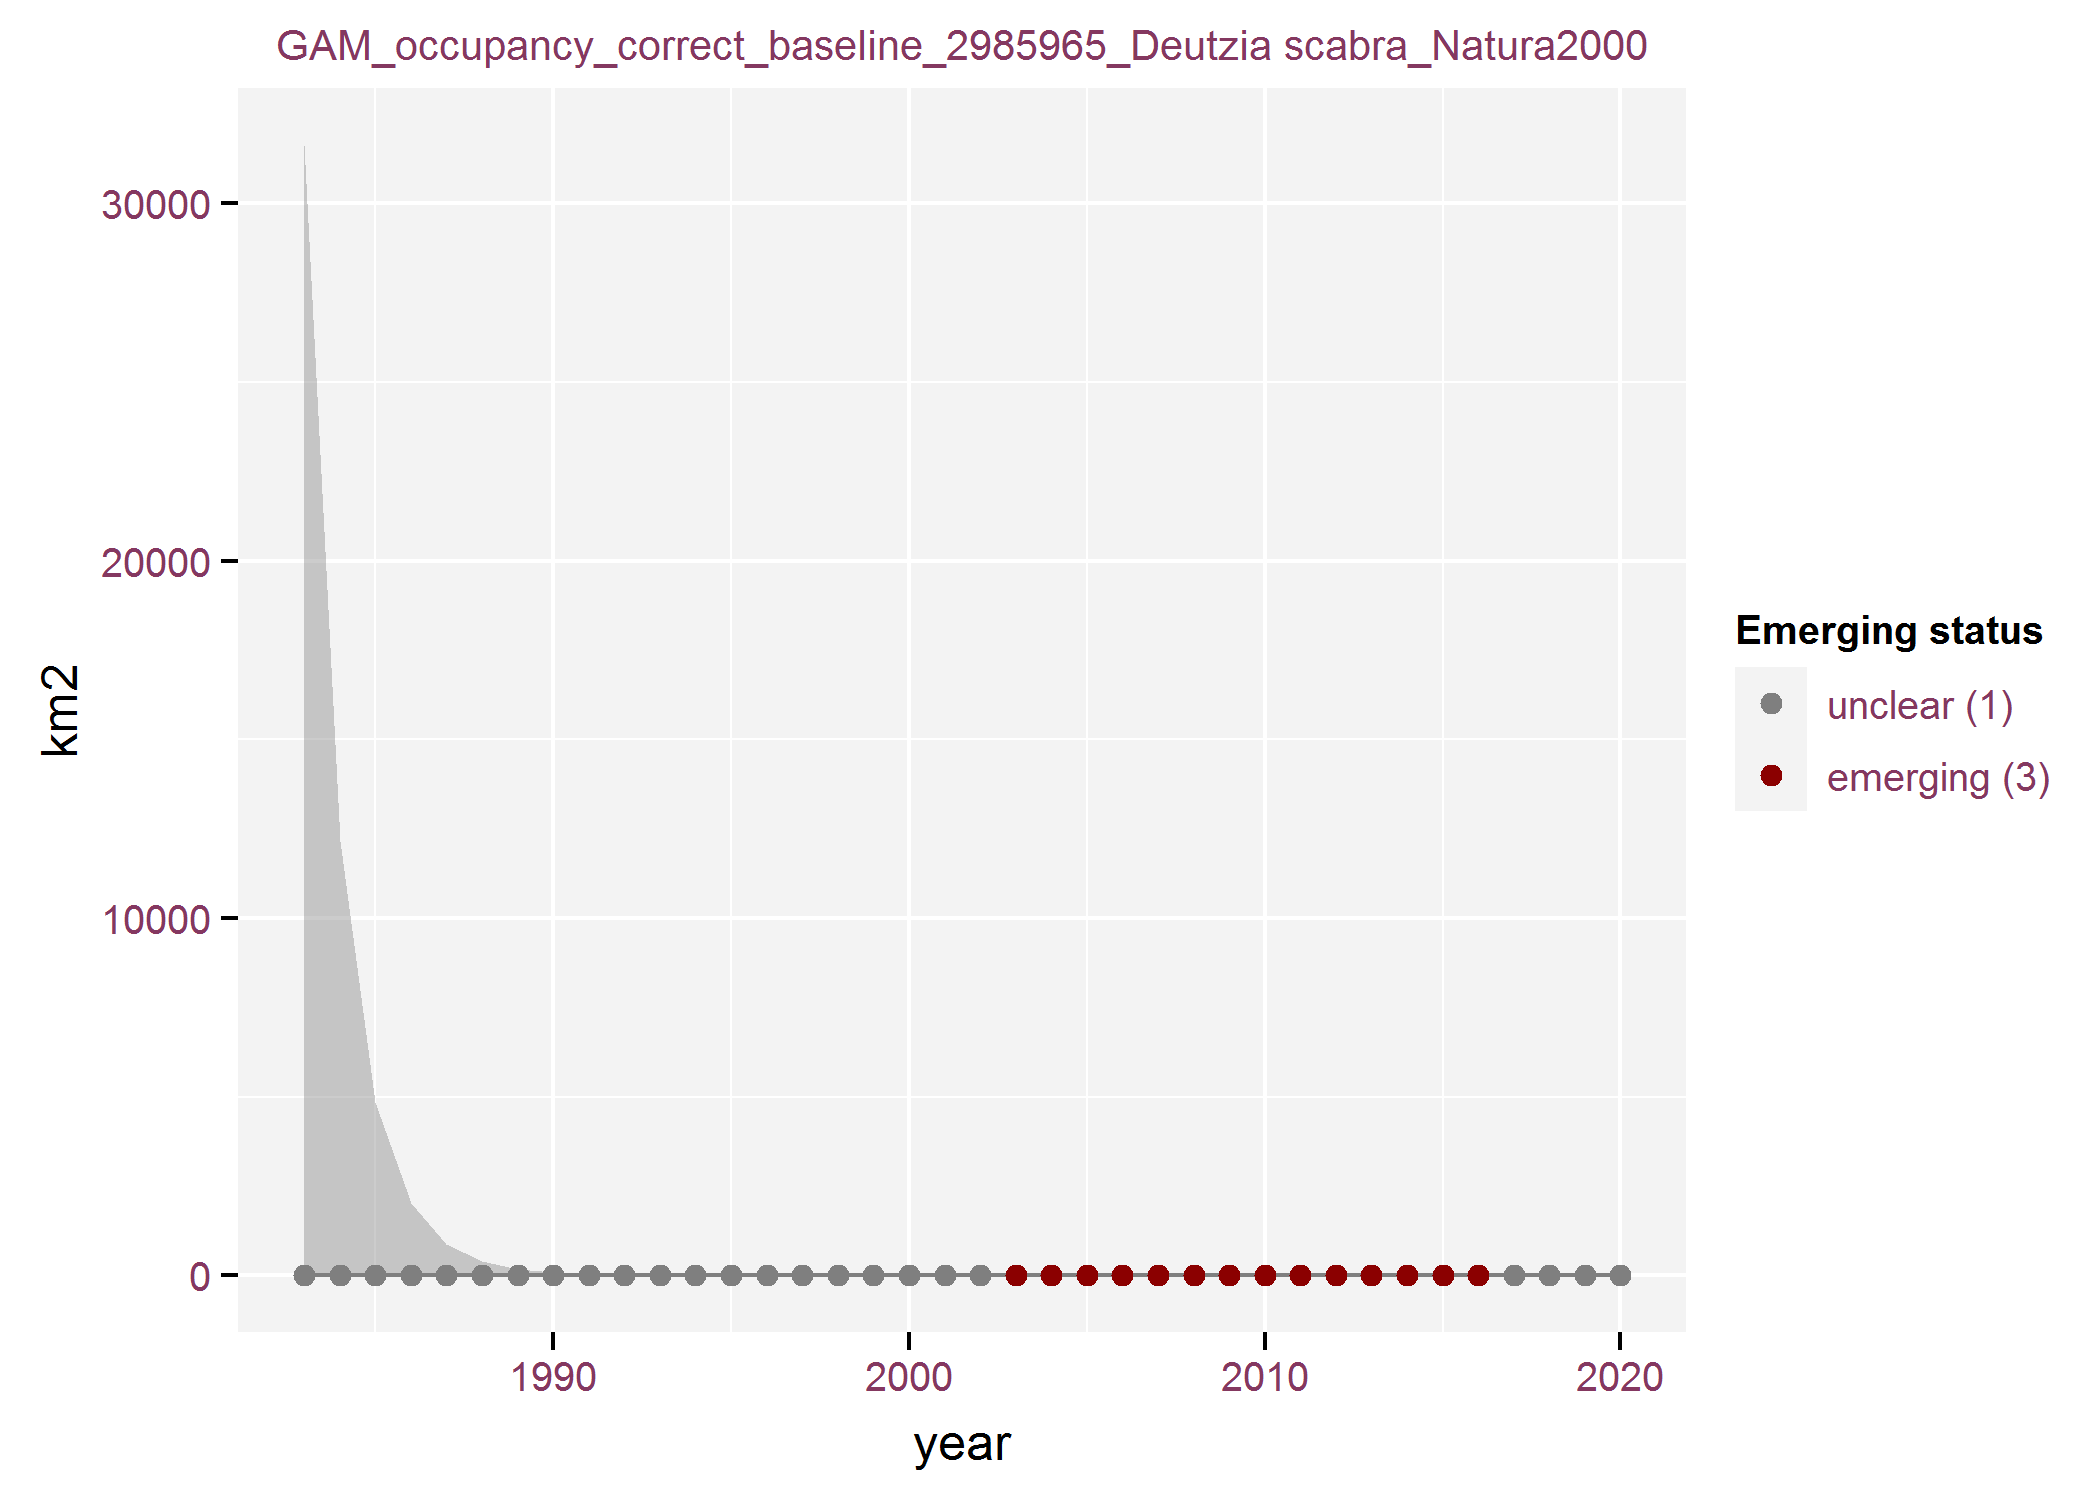 GAM_occupancy_correct_baseline_2985965_Deutzia scabra_Natura2000
30000
20000
10000
0
km2
1990 2000 2010 2020
year
Emerging status
unclear (1)
emerging (3)